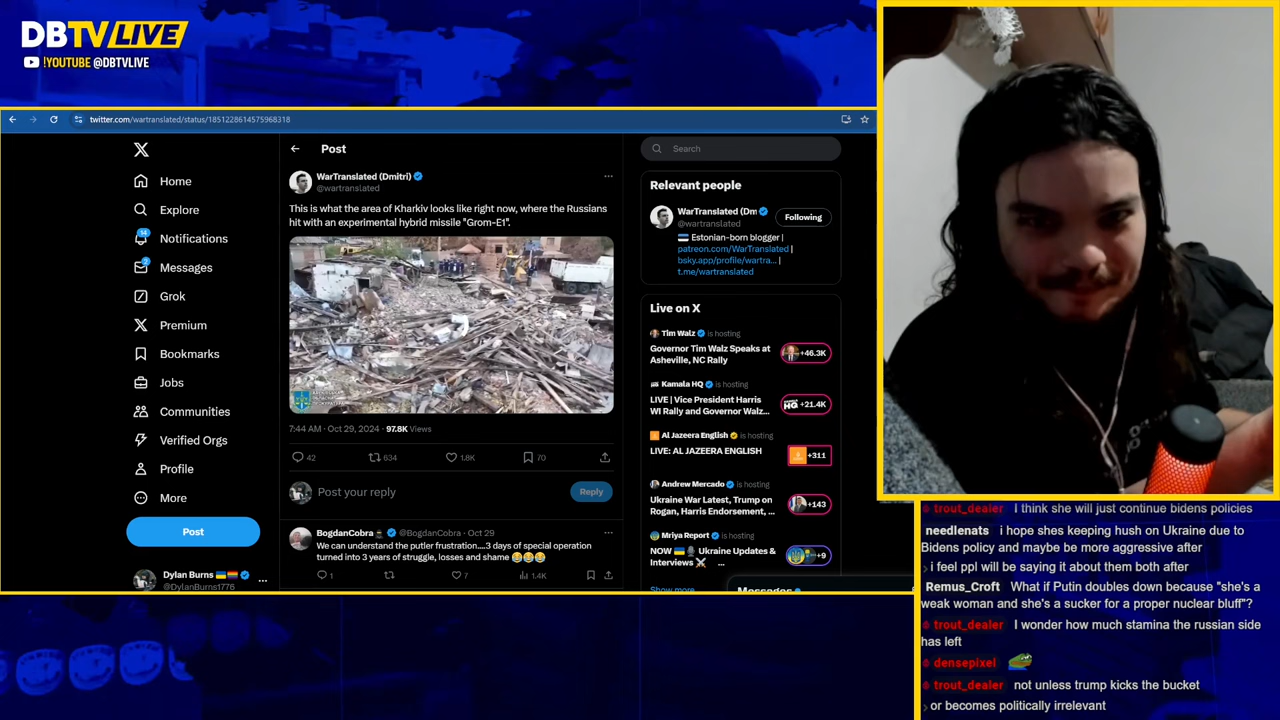 DBTV LIVE
!YOUTUBE @DBTVLIVE
twitter.com/wartranslated/status/1851228614575968318
Home
Explore
14
Notifications
2
Messages
Grok
Premium
Bookmarks
Jobs
Communities
Verified Orgs
Profile
More
Post
Dylan Burns
@DylanBurns1776
Post
WarTranslated (Dmitri)
@wartranslated
This is what the area of Kharkiv looks like right now, where the Russians
hit with an experimental hybrid missile "Grom-E1".
7:44 AM · Oct 29, 2024 · 97.8K Views
42
634
1.8K
70
Post your reply
Reply
BogdanCobra @BogdanCobra · Oct 29
We can understand the putler frustration....3 days of special operation
turned into 3 years of struggle, losses and shame 😂😂😂
1
7
1.4K
Search
Relevant people
WarTranslated (Dm
@wartranslated
Following
Estonian-born blogger |
patreon.com/WarTranslated |
bsky.app/profile/wartra... |
t.me/wartranslated
Live on X
Tim Walz is hosting
Governor Tim Walz Speaks at
Asheville, NC Rally
+46.3K
Kamala HQ is hosting
LIVE | Vice President Harris
WI Rally and Governor Walz...
HQ
+21.4K
Al Jazeera English is hosting
LIVE: AL JAZEERA ENGLISH
+311
Andrew Mercado is hosting
Ukraine War Latest, Trump on
Rogan, Harris Endorsement, ...
+143
Mriya Report is hosting
NOW 🇺🇦 🎙 Ukraine Updates &
Interviews ⚔ ...
+9
Show more
Messages
trout_dealer I think she will just continue bidens policies
needlenats i hope shes keeping hush on Ukraine due to
Bidens policy and maybe be more aggressive after
i feel ppl will be saying it about them both after
Remus_Croft What if Putin doubles down because "she's a
weak woman and she's a sucker for a proper nuclear bluff"?
trout_dealer I wonder how much stamina the russian side
has left
densepixel
trout_dealer not unless trump kicks the bucket
or becomes politically irrelevant